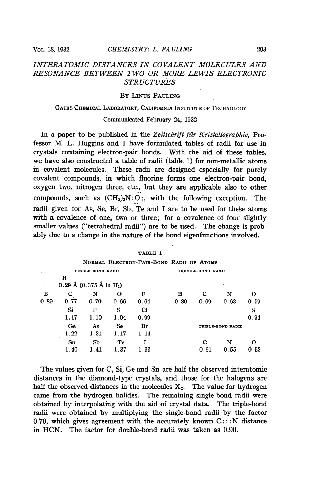 VOL. 18, 1932 CHEMISTRY: L. PAULING 293
INTERATOMIC DISTANCES IN COVALENT MOLECULES AND
RESONANCE BETWEEN TWO OR MORE LEWIS ELECTRONIC
STRUCTURES
BY LINUS PAULING
GATES CHEMICAL LABORATORY, CALIFORNIA INSTITUTE OF TECHNOLOGY
Communicated February 24, 1932
In a paper to be published in the Zeitschrift für Kristallographie, Pro-
fessor M. L. Huggins and I have formulated tables of radii for use in
crystals containing electron-pair bonds. With the aid of these tables,
we have also constructed a table of radii (table 1) for non-metallic atoms
in covalent molecules. These radii are designed especially for purely
covalent compounds, in which fluorine forms one electron-pair bond,
oxygen two, nitrogen three, etc., but they are applicable also to other
compounds, such as (CH3)3N:O:, with the following exception. The
radii given for As, Se, Br, Sb, Te and I are to be used for these atoms
with a covalence of one, two or three; for a covalence of four slightly
smaller values ("tetrahedral radii") are to be used. The change is prob-
ably due to a change in the nature of the bond eigenfunctions involved.
TABLE 1
NORMAL ELECTRON-PAIR-BOND RADII OF ATOMS
SINGLE-BOND RADII DOUBLE-BOND RADII
H
0.29 Å (0.375 Å in H2)
B C N O F B C N O
0.89 0.77 0.70 0.66 0.64 0.80 0.69 0.63 0.59
Si P S Cl S
1.17 1.10 1.04 0.99 0.94
Ge As Se Br TRIPLE-BOND RADII
1.22 1.21 1.17 1.14
Sn Sb Te I C N O
1.40 1.41 1.37 1.33 0.61 0.55 0.52
The values given for C, Si, Ge and Sn are half the observed interatomic
distances in the diamond-type crystals, and those for the halogens are
half the observed distances in the molecules X2. The value for hydrogen
came from the hydrogen halides. The remaining single-bond radii were
obtained by interpolating with the aid of crystal data. The triple-bond
radii were obtained by multiplying the single-bond radii by the factor
0.79, which gives agreement with the accurately known C:::N distance
in HCN. The factor for double-bond radii was taken as 0.90.